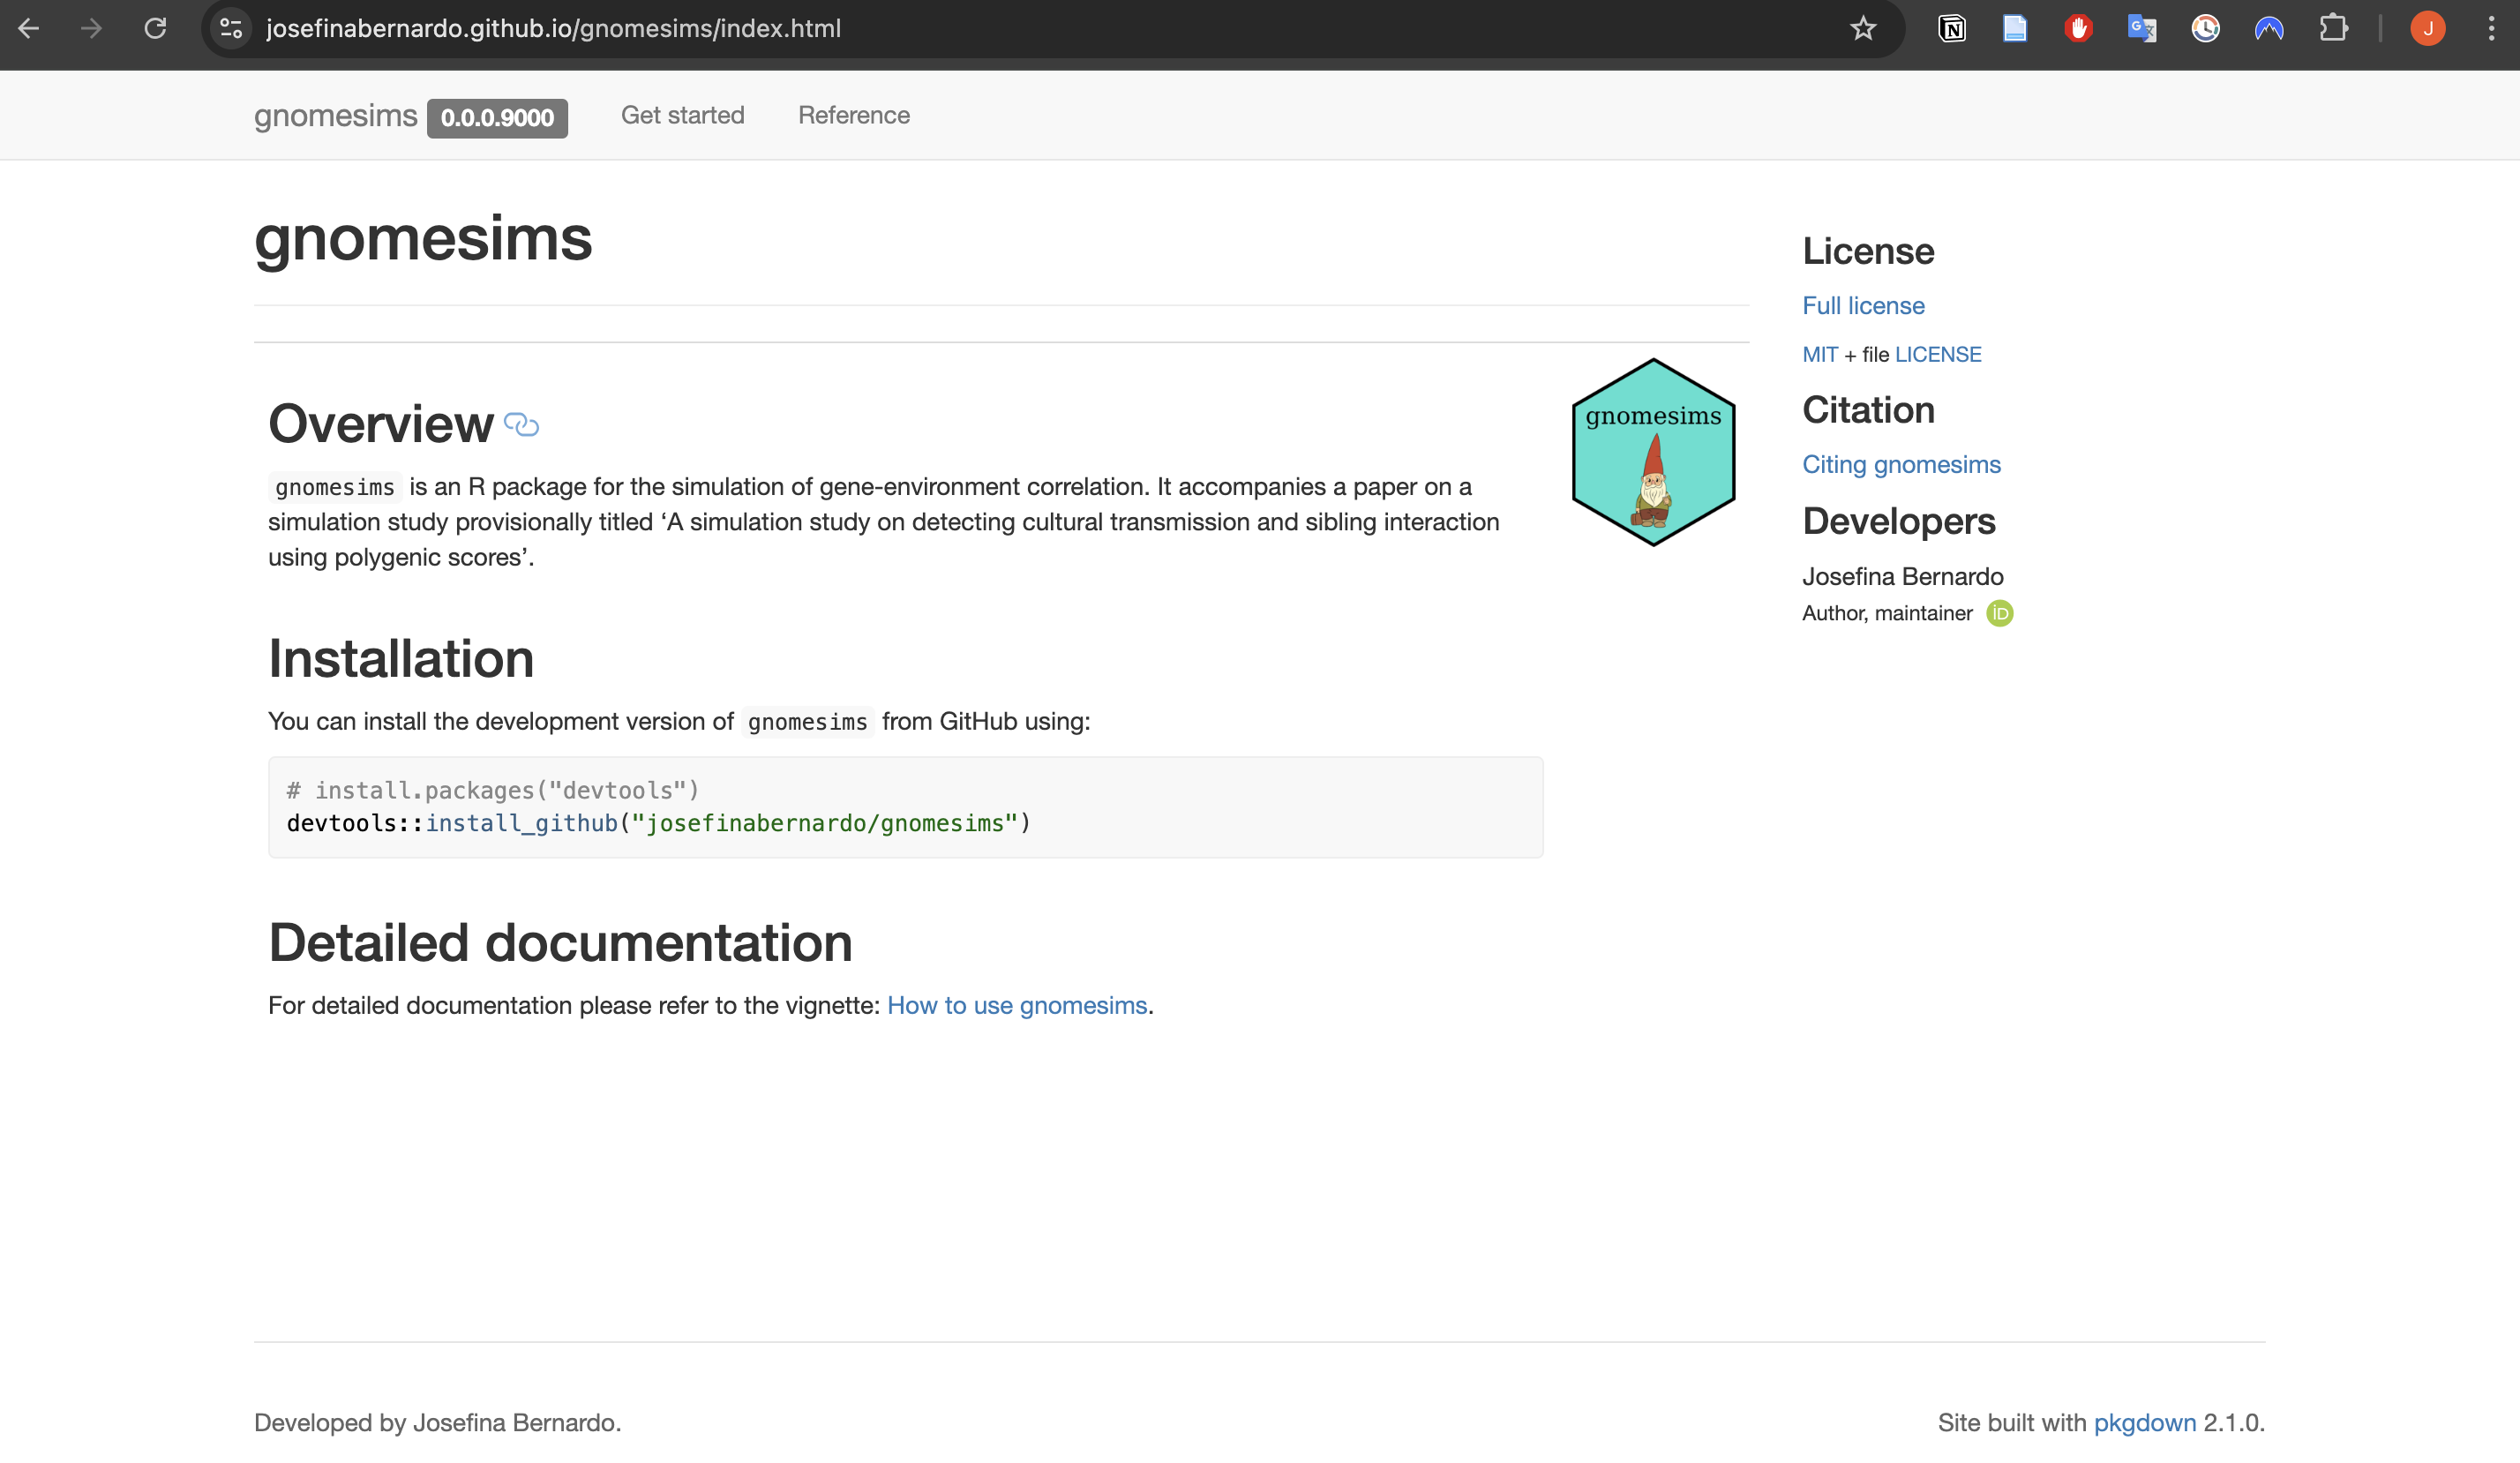 josefinabernardo.github.io/gnomesims/index.html
J
gnomesims 0.0.0.9000 Get started Reference
gnomesims
Overview
gnomesims is an R package for the simulation of gene-environment correlation. It accompanies a paper on a
simulation study provisionally titled ‘A simulation study on detecting cultural transmission and sibling interaction
using polygenic scores’.
gnomesims
Installation
You can install the development version of gnomesims from GitHub using:
# install.packages("devtools")
devtools::install_github("josefinabernardo/gnomesims")
Detailed documentation
For detailed documentation please refer to the vignette: How to use gnomesims.
License
Full license
MIT + file LICENSE
Citation
Citing gnomesims
Developers
Josefina Bernardo
Author, maintainer iD
Developed by Josefina Bernardo.
Site built with pkgdown 2.1.0.